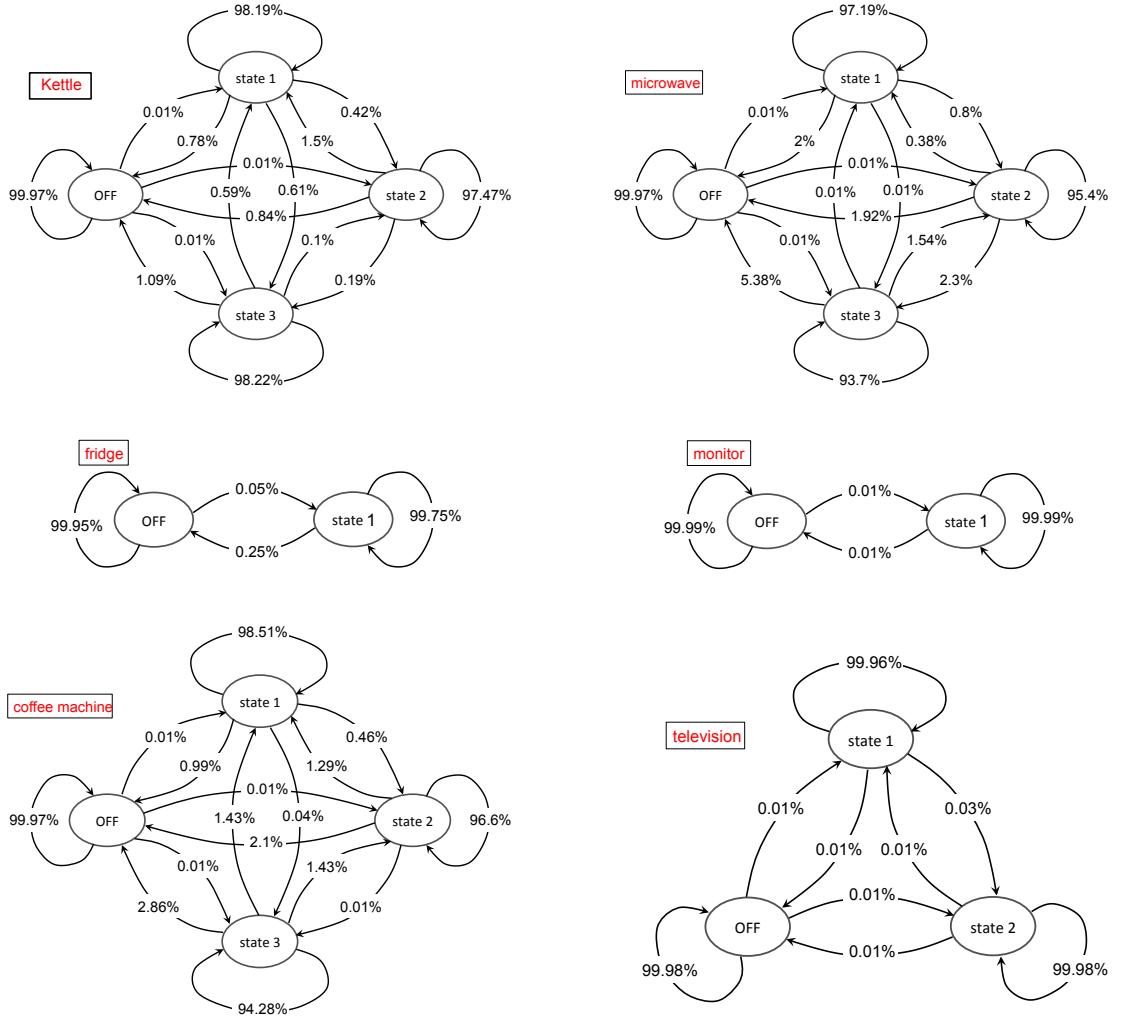 Kettle
98.19%
state 1
0.01%
0.42%
0.78%
1.5%
0.01%
99.97%
OFF
0.59%
0.61%
state 2
97.47%
0.84%
0.01%
0.1%
1.09%
0.19%
state 3
98.22%
microwave
97.19%
state 1
0.01%
0.8%
2%
0.38%
0.01%
99.97%
OFF
0.01%
0.01%
state 2
95.4%
1.92%
0.01%
1.54%
5.38%
2.3%
state 3
93.7%
fridge
0.05%
99.95%
OFF
state 1
99.75%
0.25%
monitor
0.01%
99.99%
OFF
state 1
99.99%
0.01%
coffee machine
98.51%
state 1
0.01%
0.46%
0.99%
1.29%
0.01%
99.97%
OFF
1.43%
0.04%
state 2
96.6%
2.1%
0.01%
1.43%
2.86%
0.01%
state 3
94.28%
television
99.96%
state 1
0.01%
0.03%
0.01%
0.01%
0.01%
OFF
state 2
0.01%
99.98%
99.98%